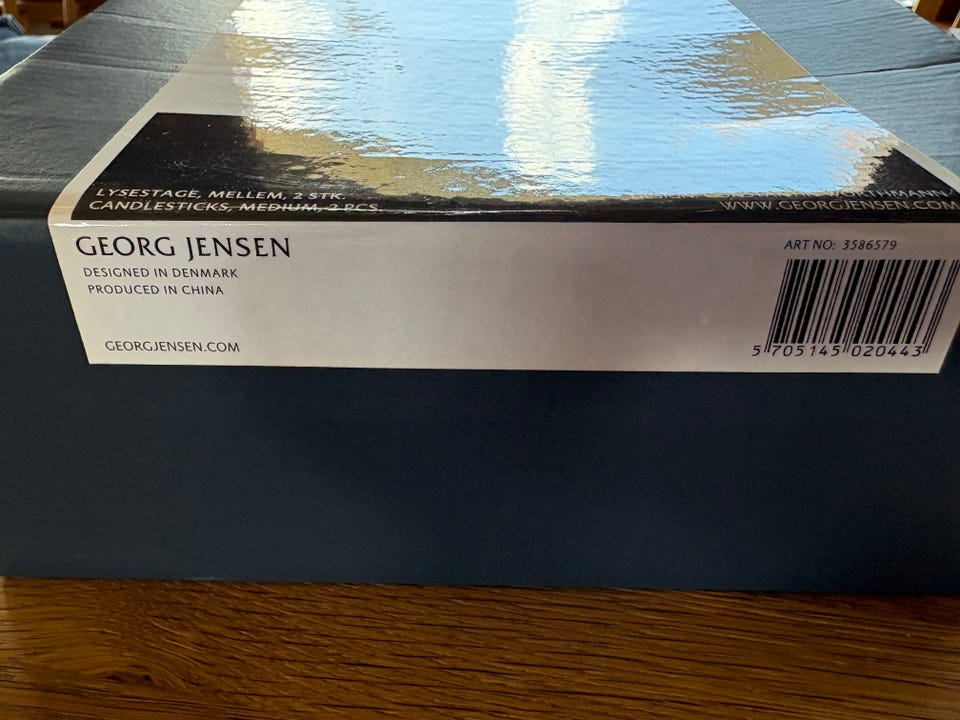 LYSESTAGE, MELLEM, 2 STK.
CANDLESTICKS, MEDIUM, 2 PCS.
WWW.GEORGJENSEN.COM
GEORG JENSEN
DESIGNED IN DENMARK
PRODUCED IN CHINA
GEORGJENSEN.COM
ART NO: 3586579
5 705145 020443